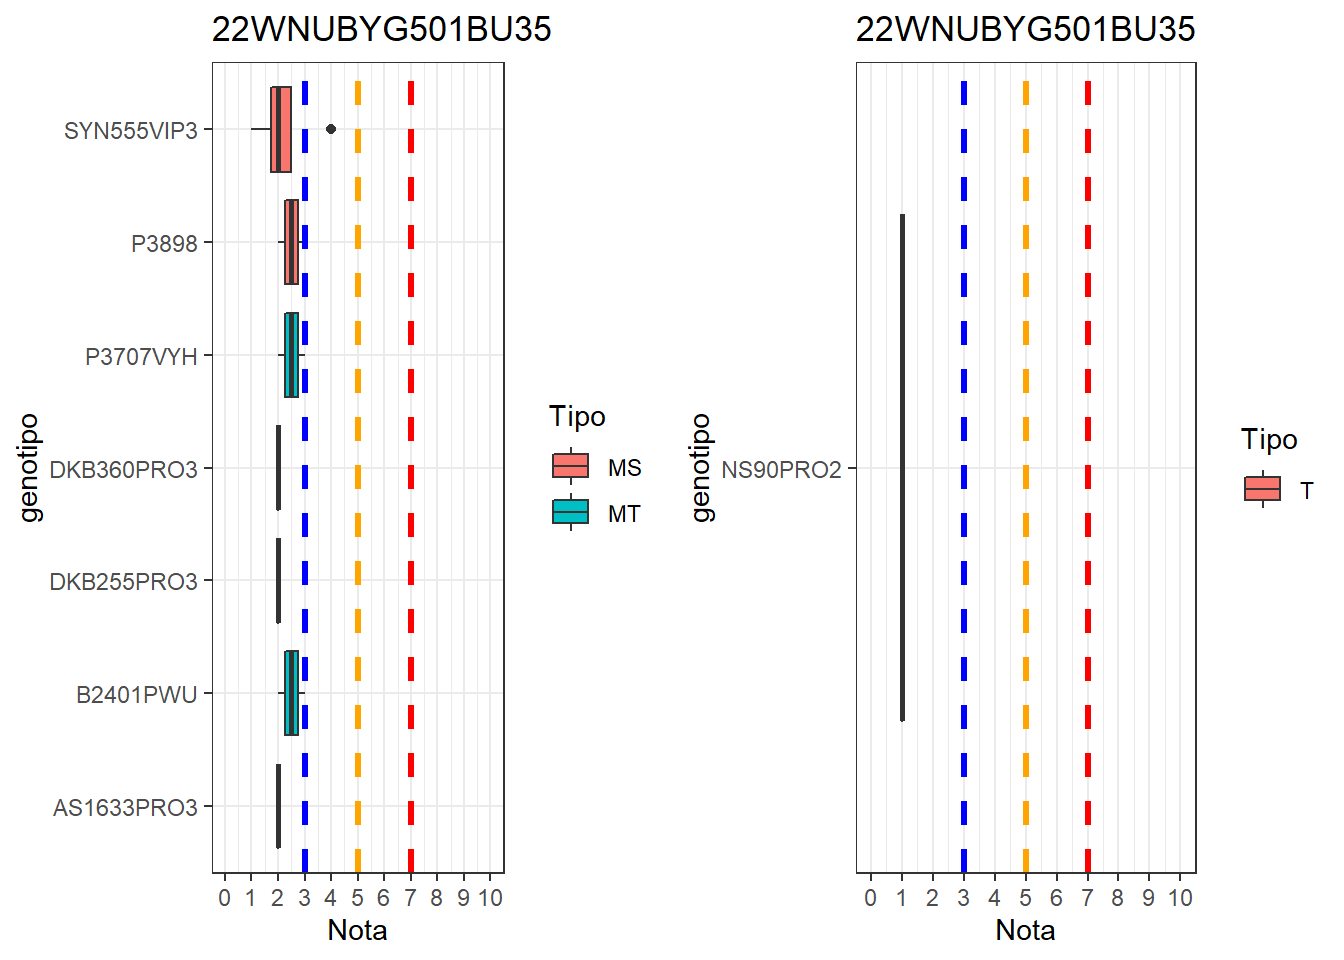 22WNUBYG501BU35
SYN555VIP3
P3898
P3707VYH
DKB360PRO3
DKB255PRO3
B2401PWU
AS1633PRO3
genotipo
0 1 2 3 4 5 6 7 8 9 10
Nota
Tipo
MS
MT
22WNUBYG501BU35
NS90PRO2
genotipo
0 1 2 3 4 5 6 7 8 9 10
Nota
Tipo
T